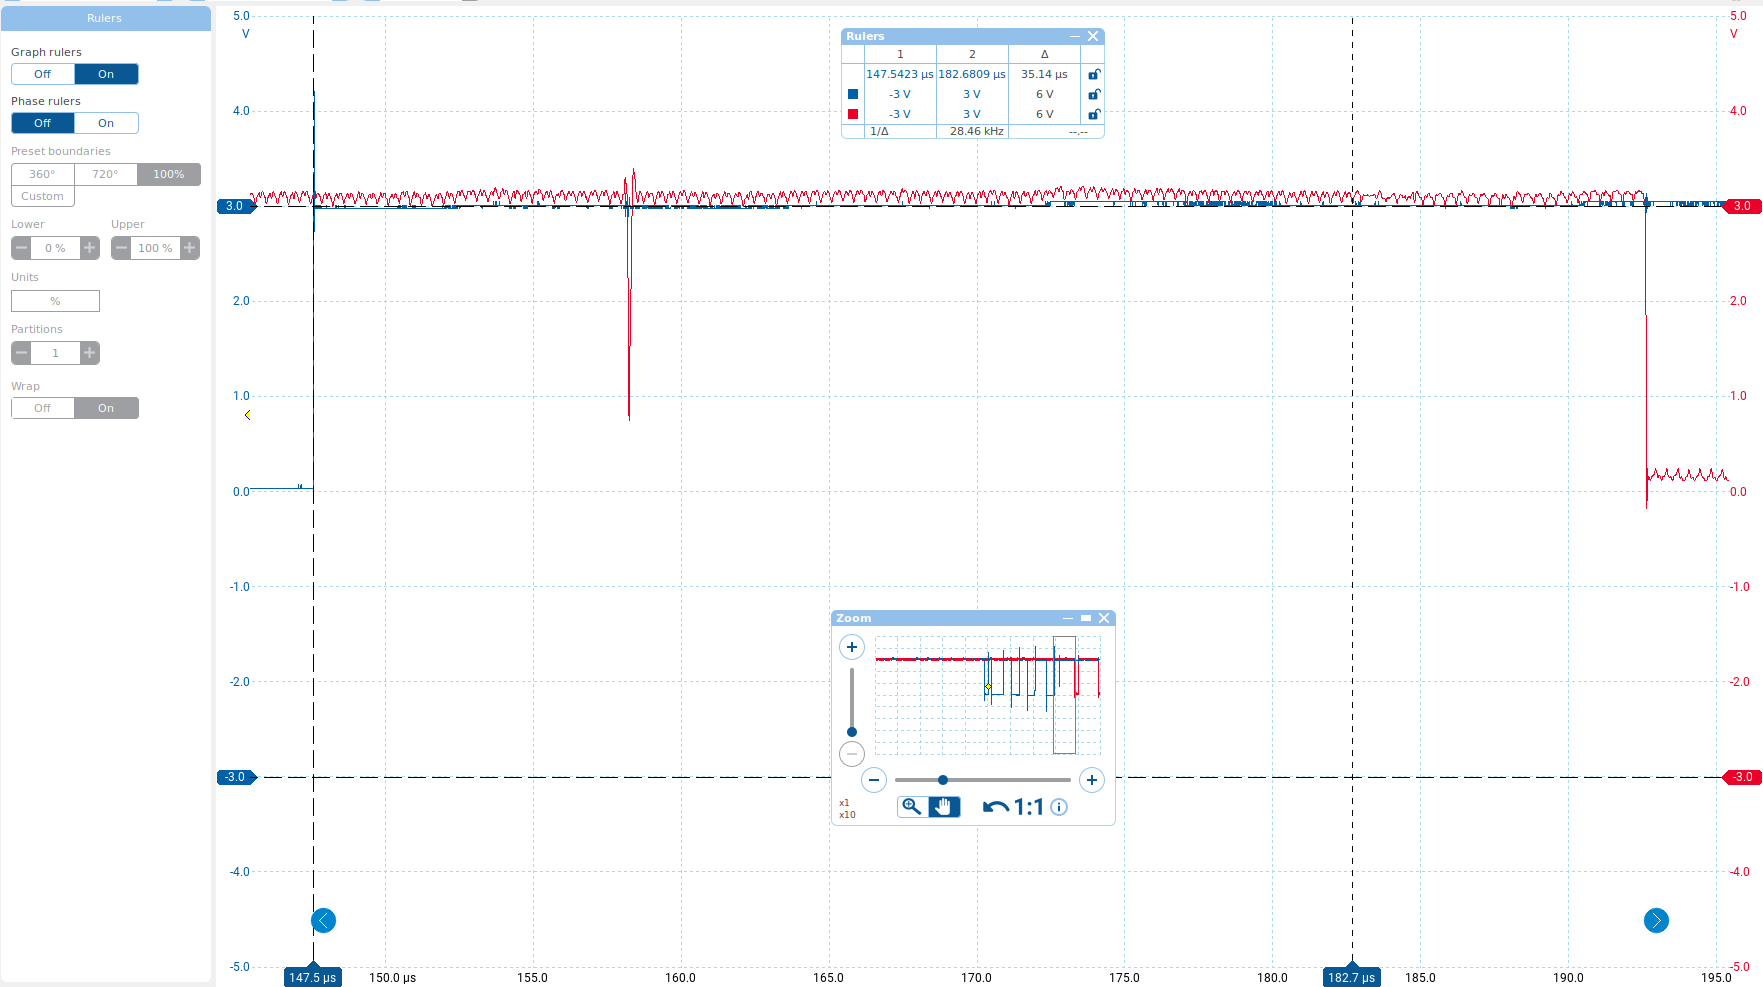 Rulers
Graph rulers
Off On
Phase rulers
Off On
Preset boundaries
360° 720° 100%
Custom
Lower Upper
0 % 100 %
Units
%
Partitions
1
Wrap
Off On
5.0
V
4.0
3.0
2.0
1.0
0.0
-1.0
-2.0
-3.0
-4.0
-5.0
Rulers
1 2 Δ
147.5423 µs 182.6809 µs 35.14 µs
-3 V 3 V 6 V
-3 V 3 V 6 V
1/Δ 28.46 kHz --.--
Zoom
x1
x10
1:1
5.0
V
4.0
3.0
2.0
1.0
0.0
-1.0
-2.0
-3.0
-4.0
-5.0
147.5 µs 150.0 µs 155.0 160.0 165.0 170.0 175.0 180.0 182.7 µs 185.0 190.0 195.0